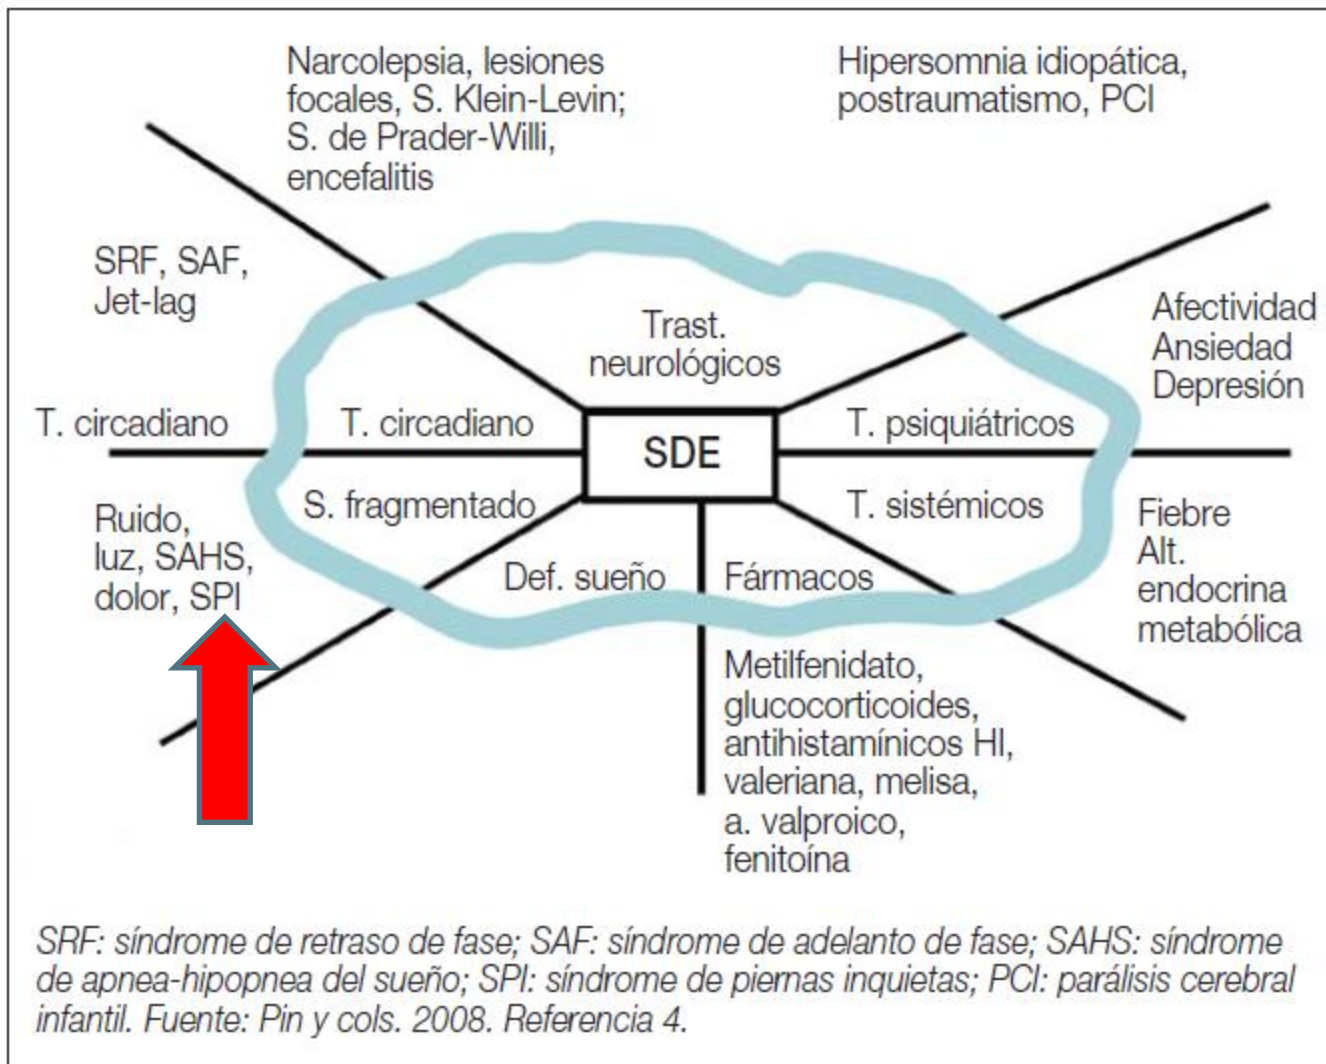 Narcolepsia, lesiones
focales, S. Klein-Levin;
S. de Prader-Willi,
encefalitis
Hipersomnia idiopática,
postraumatismo, PCI
SRF, SAF,
Jet-lag
Trast.
neurológicos
Afectividad
Ansiedad
Depresión
T. circadiano
T. circadiano
SDE
T. psiquiátricos
Ruido,
luz, SAHS,
dolor, SPI
S. fragmentado
T. sistémicos
Fiebre
Alt.
endocrina
metabólica
Def. sueño
Fármacos
Metilfenidato,
glucocorticoides,
antihistamínicos HI,
valeriana, melisa,
a. valproico,
fenitoína
SRF: síndrome de retraso de fase; SAF: síndrome de adelanto de fase; SAHS: síndrome
de apnea-hipopnea del sueño; SPI: síndrome de piernas inquietas; PCI: parálisis cerebral
infantil. Fuente: Pin y cols. 2008. Referencia 4.